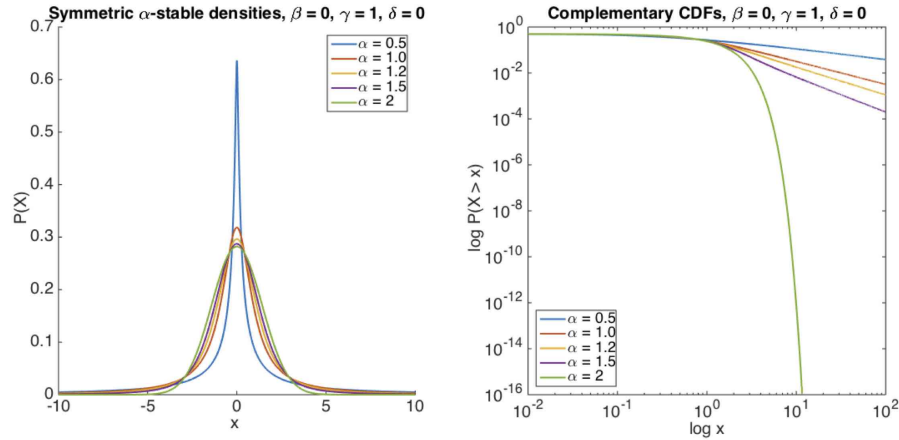 Symmetric α-stable densities, β = 0, γ = 1, δ = 0
0.7
0.6
0.5
0.4
0.3
0.2
0.1
0
P(X)
-10
-5
0
5
10
x
α = 0.5
α = 1.0
α = 1.2
α = 1.5
α = 2
Complementary CDFs, β = 0, γ = 1, δ = 0
10^0
10^-2
10^-4
10^-6
10^-8
10^-10
10^-12
10^-14
10^-16
log P(X > x)
10^-2
10^-1
10^0
10^1
10^2
log x
α = 0.5
α = 1.0
α = 1.2
α = 1.5
α = 2